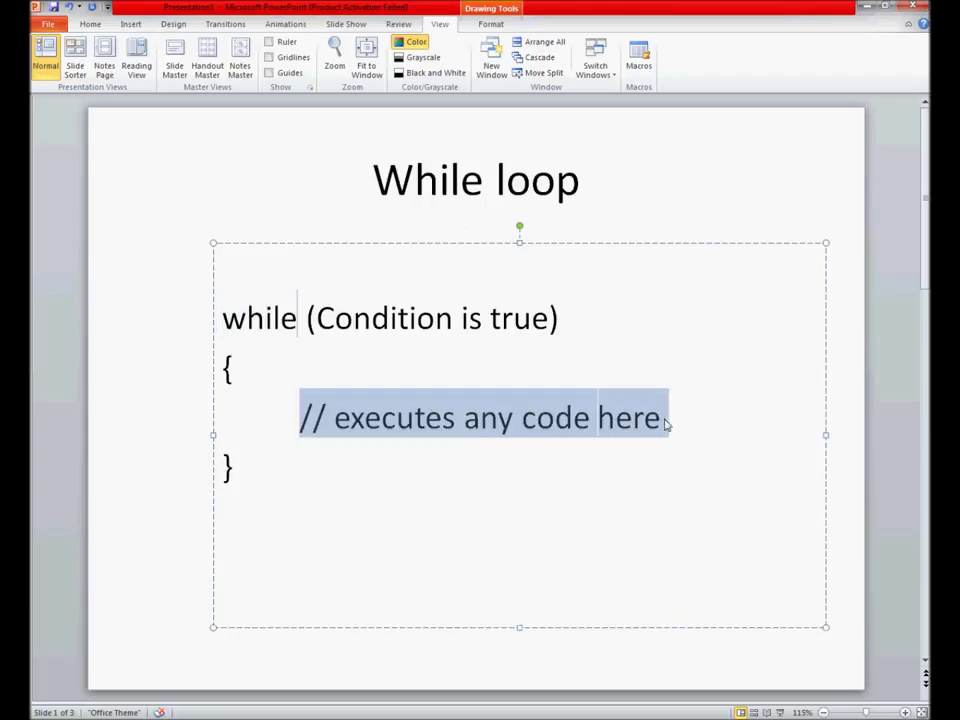 Presentation1 - Microsoft PowerPoint (Product Activation Failed)
Drawing Tools
File Home Insert Design Transitions Animations Slide Show Review View Format
Normal Slide Sorter Notes Page Reading View
Presentation Views
Slide Master Handout Master Notes Master
Master Views
Ruler
Gridlines
Guides
Show
Zoom Fit to Window
Zoom
Color
Grayscale
Black and White
Color/Grayscale
New Window
Arrange All
Cascade
Move Split
Switch Windows
Window
Macros
Macros
While loop
while (Condition is true)
{
// executes any code here.
}
Slide 1 of 3 "Office Theme" 115%